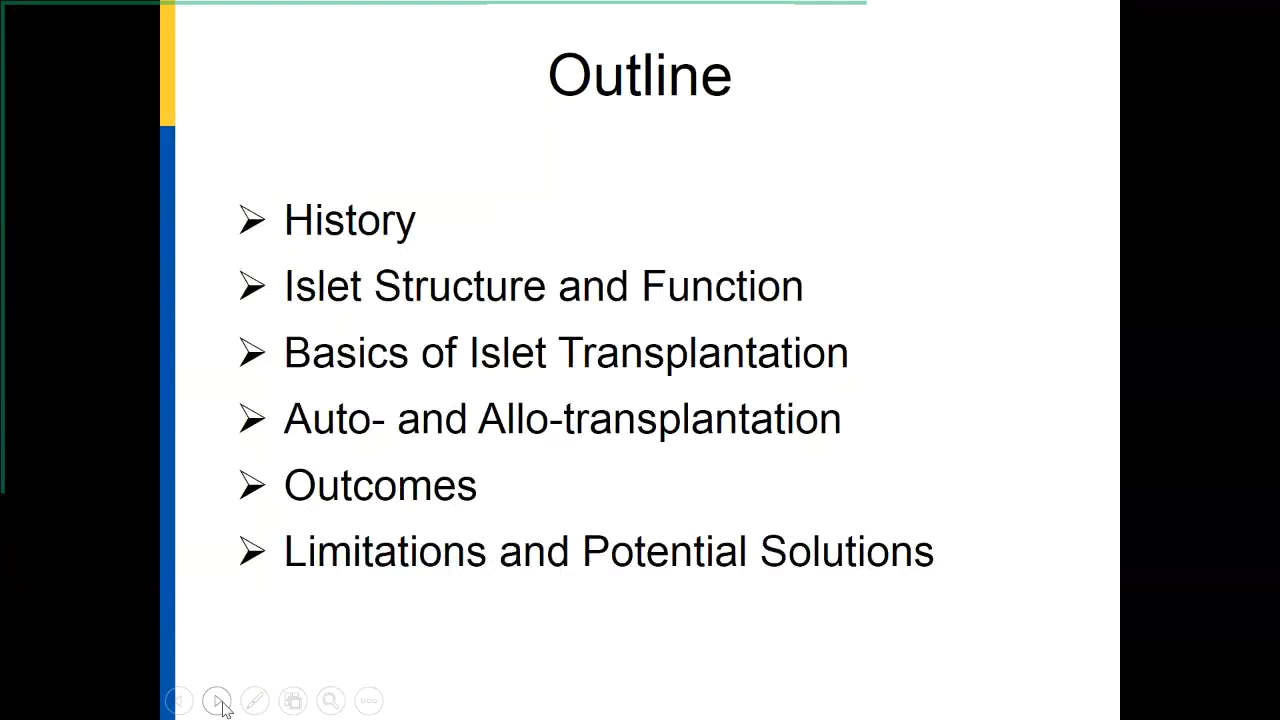 Outline
History
Islet Structure and Function
Basics of Islet Transplantation
Auto- and Allo-transplantation
Outcomes
Limitations and Potential Solutions